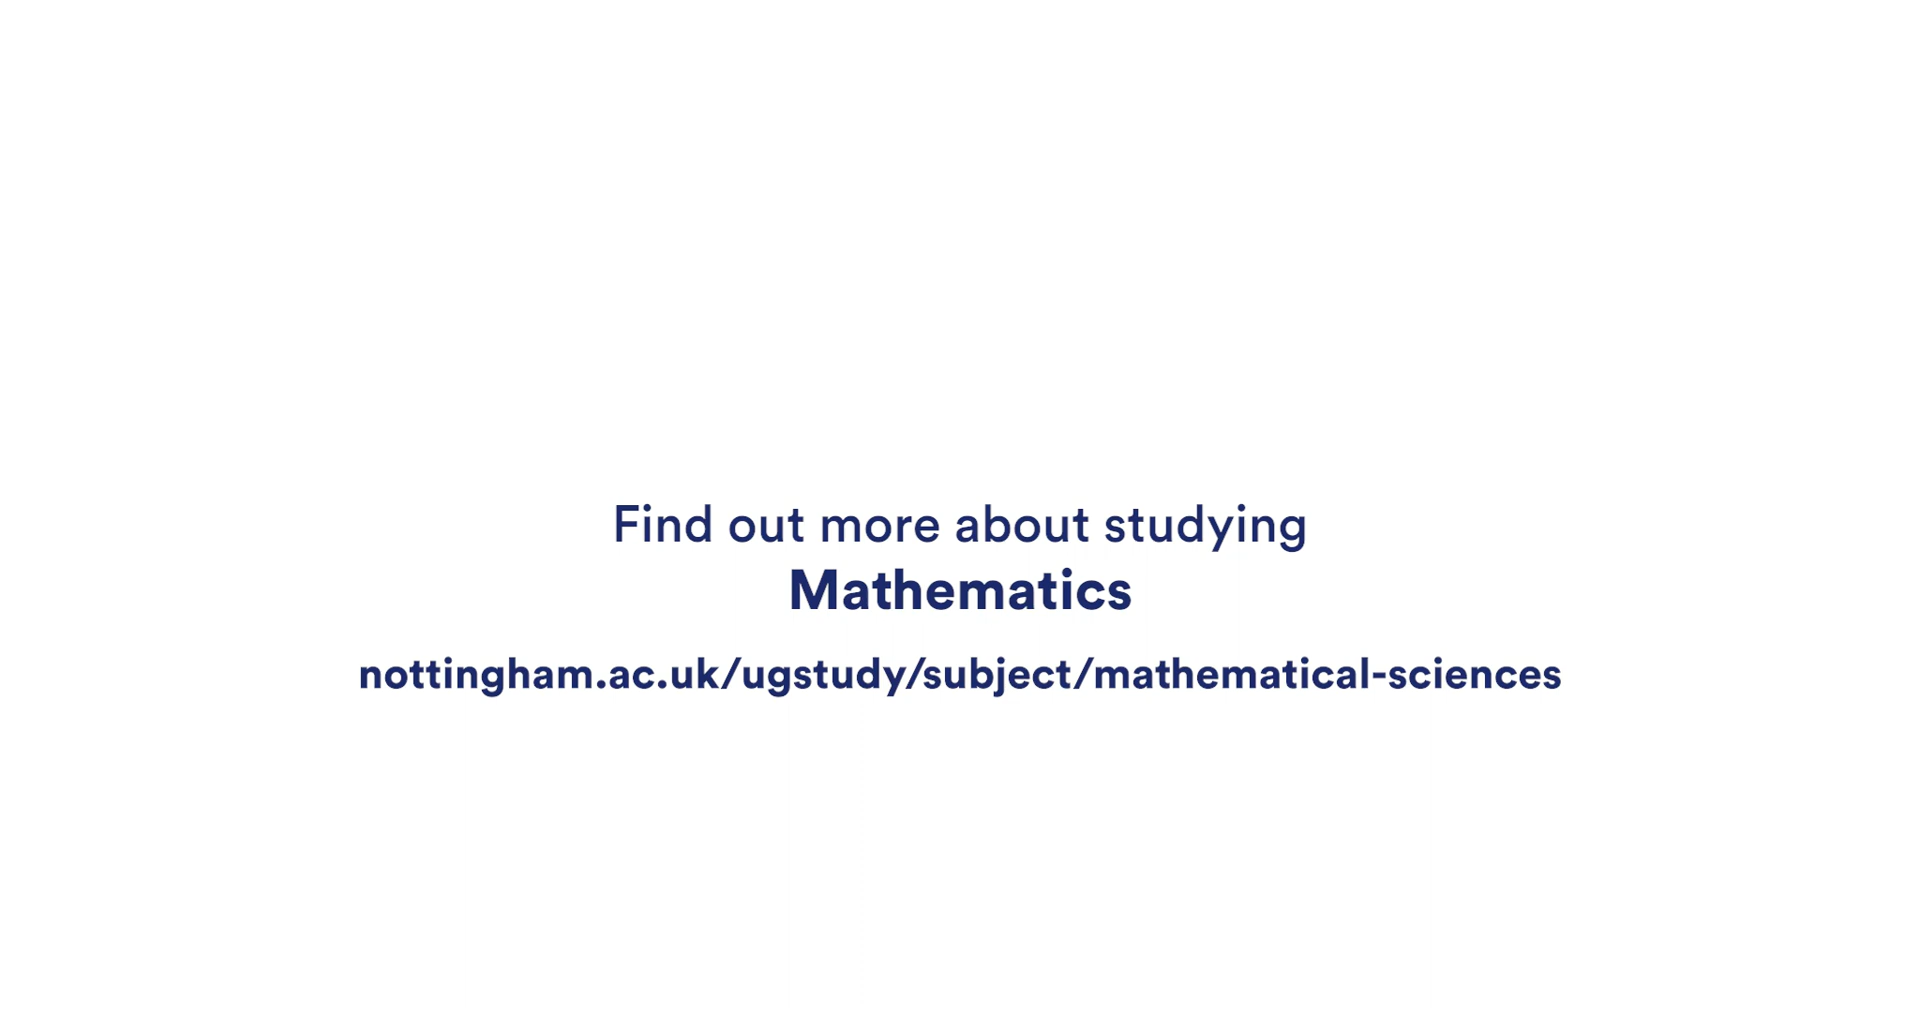 Find out more about studying
Mathematics
nottingham.ac.uk/ugstudy/subject/mathematical-sciences